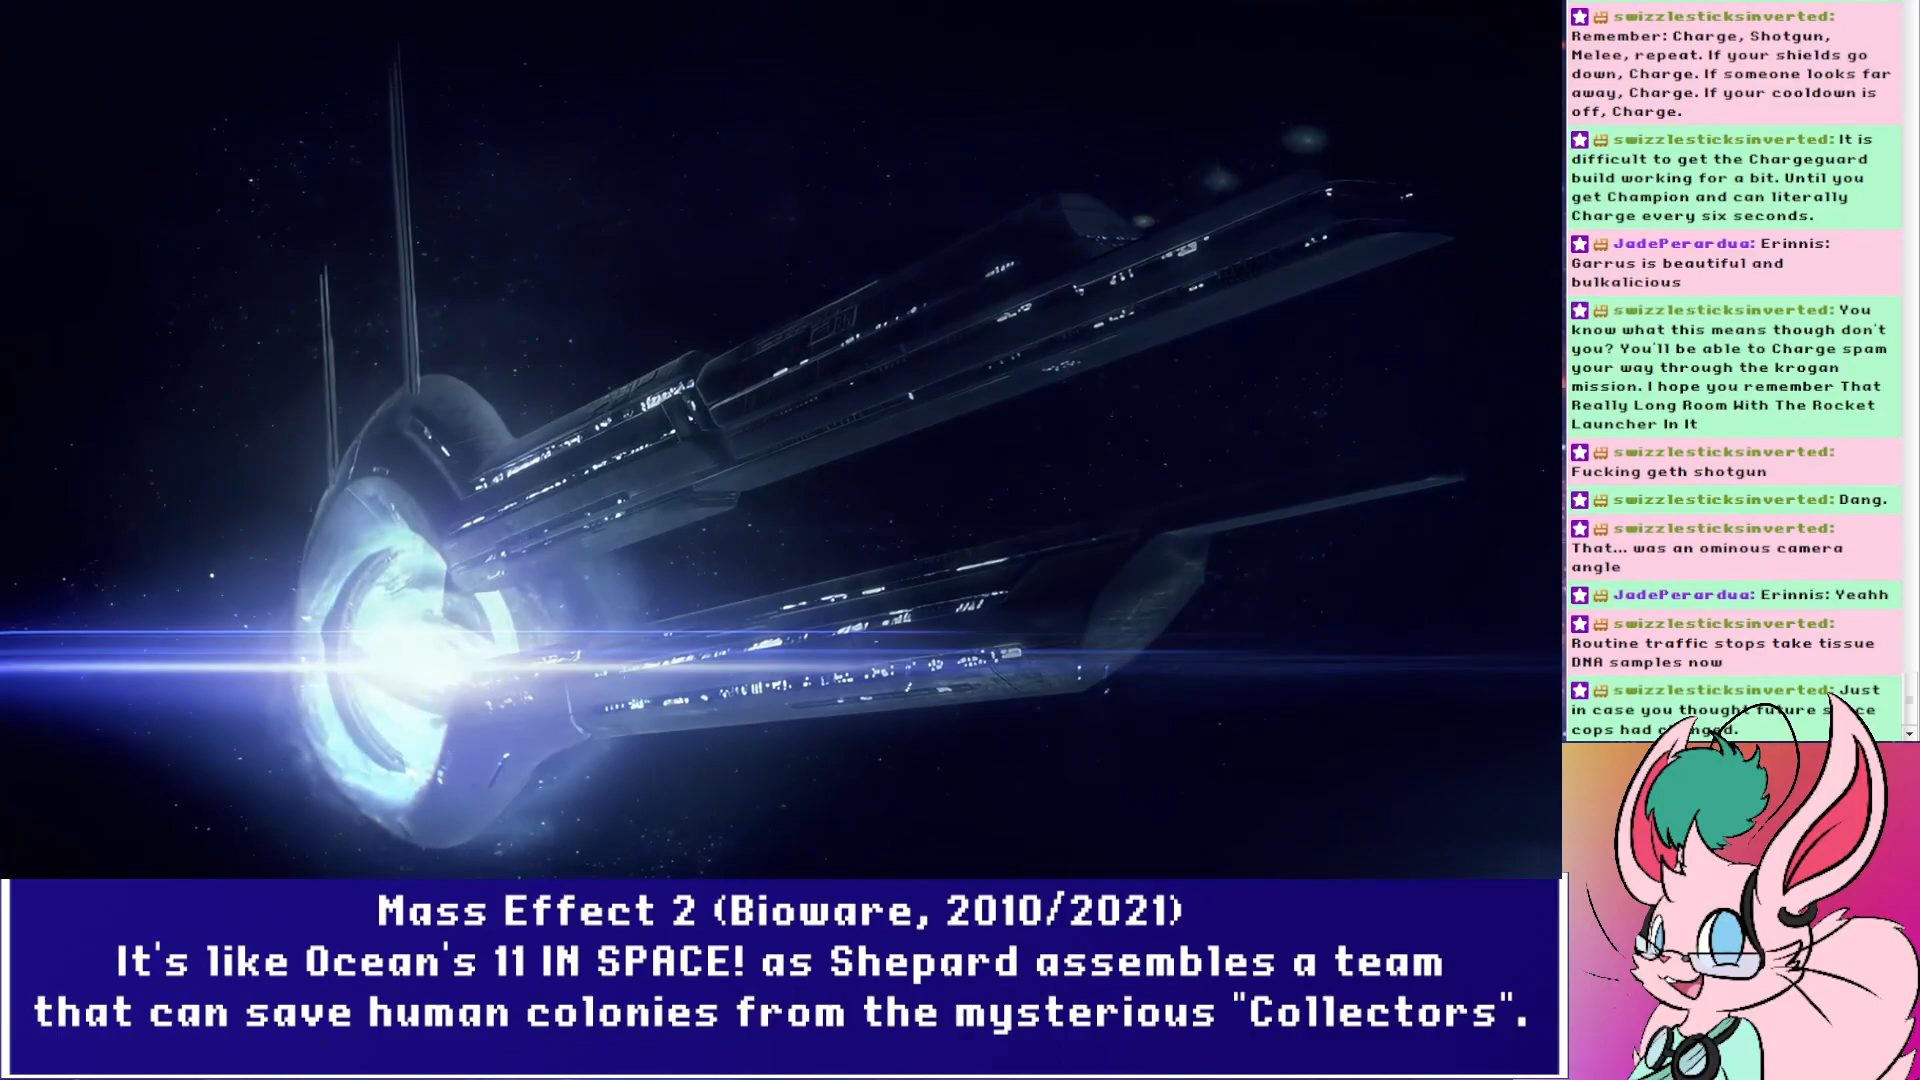 swizzlesticksinverted:
Remember: Charge, Shotgun,
Melee, repeat. If your shields go
down, Charge. If someone looks far
away, Charge. If your cooldown is
off, Charge.
swizzlesticksinverted: It is
difficult to get the Chargeguard
build working for a bit. Until you
get Champion and can literally
Charge every six seconds.
JadePerardua: Erinnis:
Garrus is beautiful and
bulkalicious
swizzlesticksinverted: You
know what this means though don't
you? You'll be able to Charge spam
your way through the krogan
mission. I hope you remember That
Really Long Room With The Rocket
Launcher In It
swizzlesticksinverted:
Fucking geth shotgun
swizzlesticksinverted: Dang.
swizzlesticksinverted:
That... was an ominous camera
angle
JadePerardua: Erinnis: Yeahh
swizzlesticksinverted:
Routine traffic stops take tissue
DNA samples now
swizzlesticksinverted: Just
in case you thought future
cops had
Mass Effect 2 (Bioware, 2010/2021)
It's like Ocean's 11 IN SPACE! as Shepard assembles a team
that can save human colonies from the mysterious "Collectors".